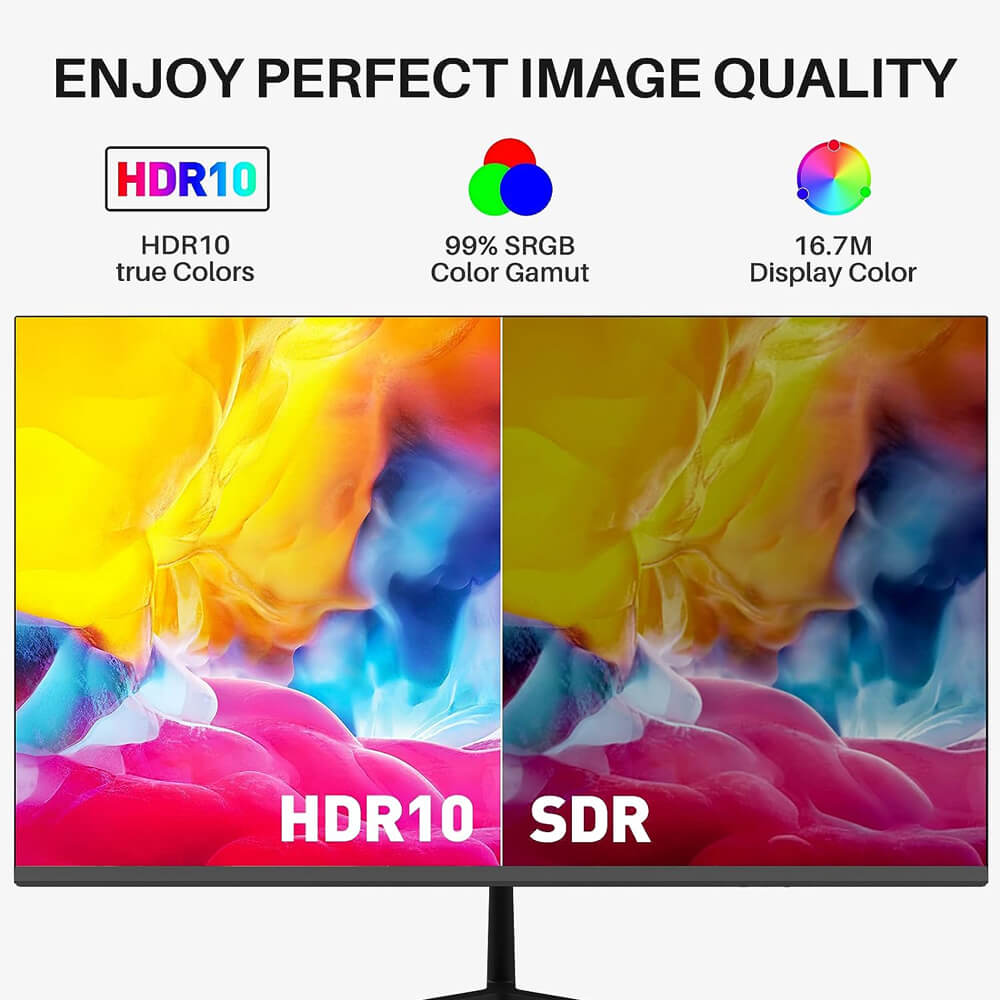 ENJOY PERFECT IMAGE QUALITY
HDR10
HDR10
true Colors
99% SRGB
Color Gamut
16.7M
Display Color
HDR10
SDR